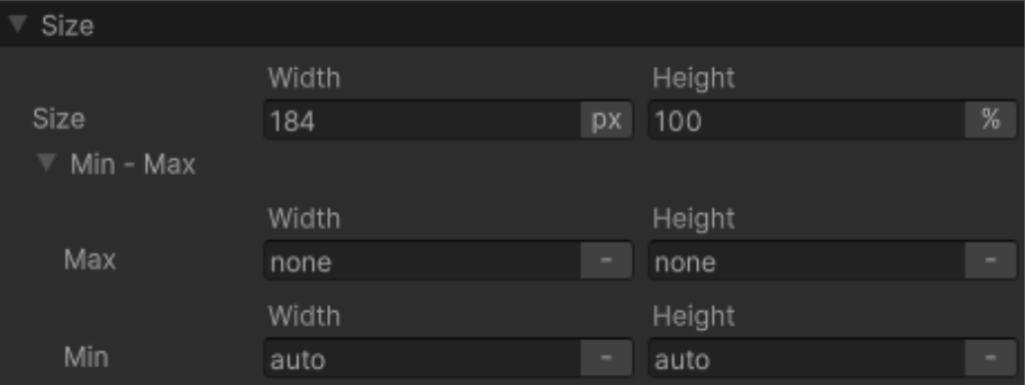 Size
Width Height
Size 184 px 100 %
Min - Max
Width Height
Max none - none -
Width Height
Min auto - auto -